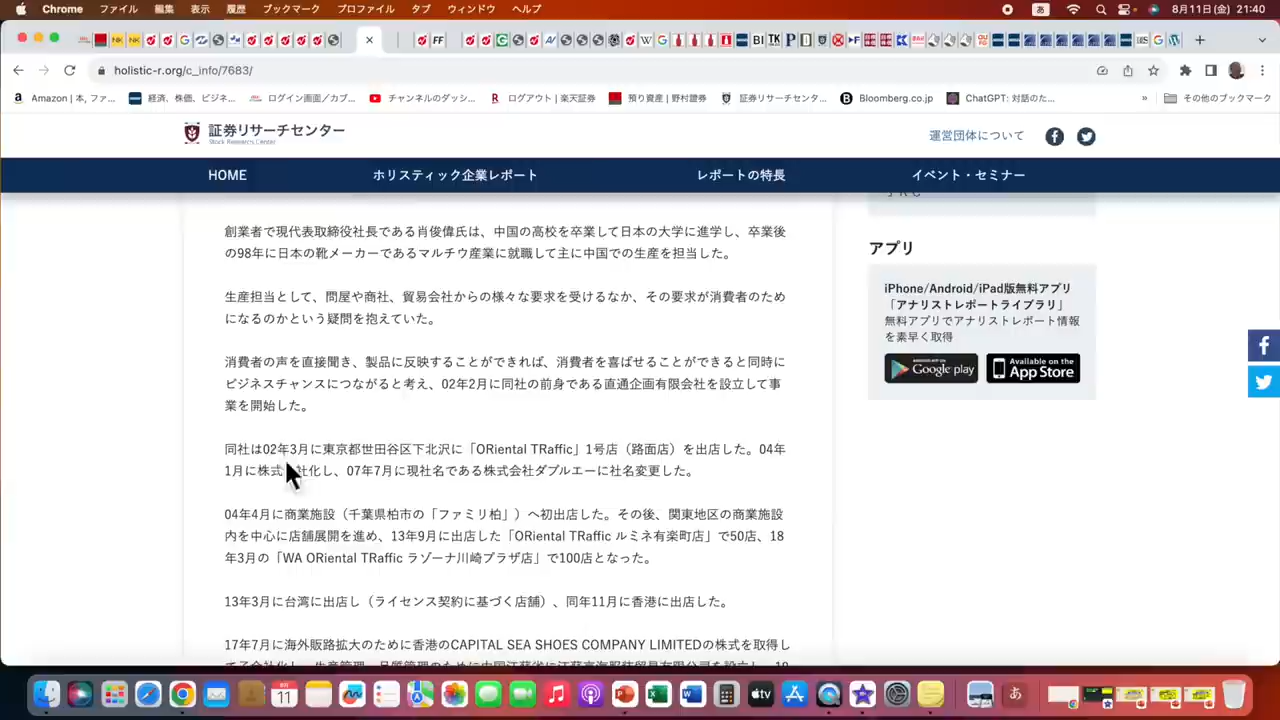 Chrome ファイル 編集 表示 履歴 ブックマーク プロファイル タブ ウィンドウ ヘルプ 8月11日(金) 21:40
holistic-r.org/c_info/7683/
Amazon | 本, ファ... 経済、株価、ビジネ... ログイン画面／カブ... チャンネルのダッシ... ログアウト | 楽天証券 預り資産 | 野村證券 証券リサーチセンタ... Bloomberg.co.jp ChatGPT: 対話のた... » その他のブックマーク
証券リサーチセンター
Stock Research Center
運営団体について
HOME ホリスティック企業レポート レポートの特長 イベント・セミナー
創業者で現代表取締役社長である肖俊偉氏は、中国の高校を卒業して日本の大学に進学し、卒業後
の98年に日本の靴メーカーであるマルチウ産業に就職して主に中国での生産を担当した。
生産担当として、問屋や商社、貿易会社からの様々な要求を受けるなか、その要求が消費者のため
になるのかという疑問を抱えていた。
消費者の声を直接聞き、製品に反映することができれば、消費者を喜ばせることができると同時に
ビジネスチャンスにつながると考え、02年2月に同社の前身である直通企画有限会社を設立して事
業を開始した。
同社は02年3月に東京都世田谷区下北沢に「ORiental TRaffic」1号店（路面店）を出店した。04年
1月に株式 社化し、07年7月に現社名である株式会社ダブルエーに社名変更した。
04年4月に商業施設（千葉県柏市の「ファミリ柏」）へ初出店した。その後、関東地区の商業施設
内を中心に店舗展開を進め、13年9月に出店した「ORiental TRaffic ルミネ有楽町店」で50店、18
年3月の「WA ORiental TRaffic ラゾーナ川崎プラザ店」で100店となった。
13年3月に台湾に出店し（ライセンス契約に基づく店舗）、同年11月に香港に出店した。
17年7月に海外販路拡大のために香港のCAPITAL SEA SHOES COMPANY LIMITEDの株式を取得し
アプリ
iPhone/Android/iPad版無料アプリ
「アナリストレポートライブラリ」
無料アプリでアナリストレポート情報
を素早く取得
ANDROID APP ON
Google play
Available on the
App Store